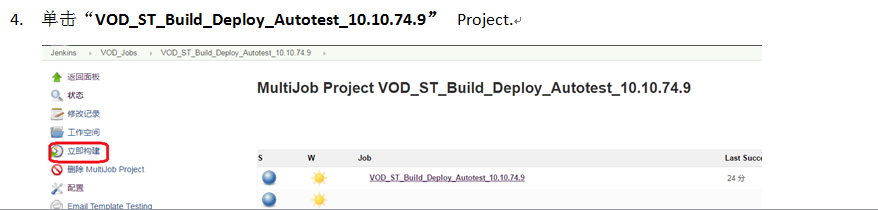 4. 单击“VOD_ST_Build_Deploy_Autotest_10.10.74.9” Project.
Jenkins › VOD_Jobs › VOD_ST_Build_Deploy_Autotest_10.10.74.9 ›
返回面板
状态
修改记录
工作空间
立即构建
删除 MultiJob Project
配置
Email Template Testing
MultiJob Project VOD_ST_Build_Deploy_Autotest_10.10.74.9
S W Job Last Succe
VOD_ST_Build_Deploy_Autotest_10.10.74.9 24 分